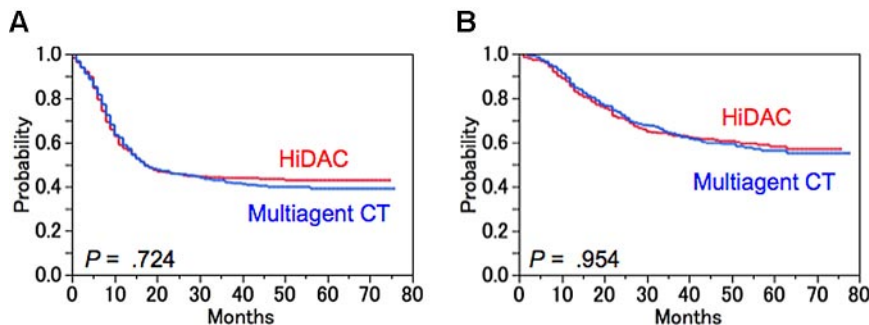 A
Probability
1.0
0.8
0.6
0.4
0.2
0.0
HiDAC
Multiagent CT
P = .724
0 10 20 30 40 50 60 70 80
Months
B
Probability
1.0
0.8
0.6
0.4
0.2
0.0
HiDAC
Multiagent CT
P = .954
0 10 20 30 40 50 60 70 80
Months